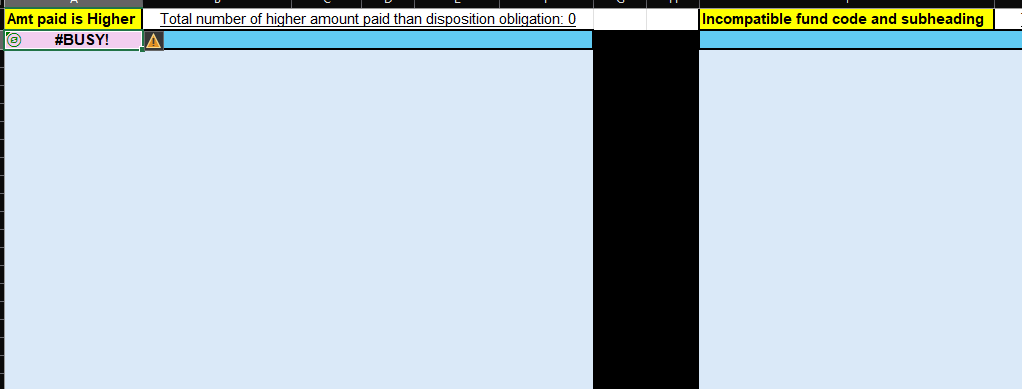 Amt paid is Higher Total number of higher amount paid than disposition obligation: 0 Incompatible fund code and subheading
#BUSY!